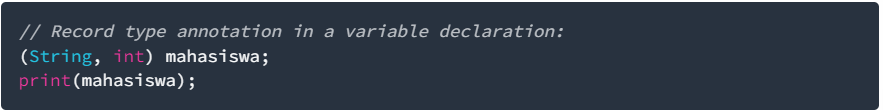 // Record type annotation in a variable declaration:
(String, int) mahasiswa;
print(mahasiswa);